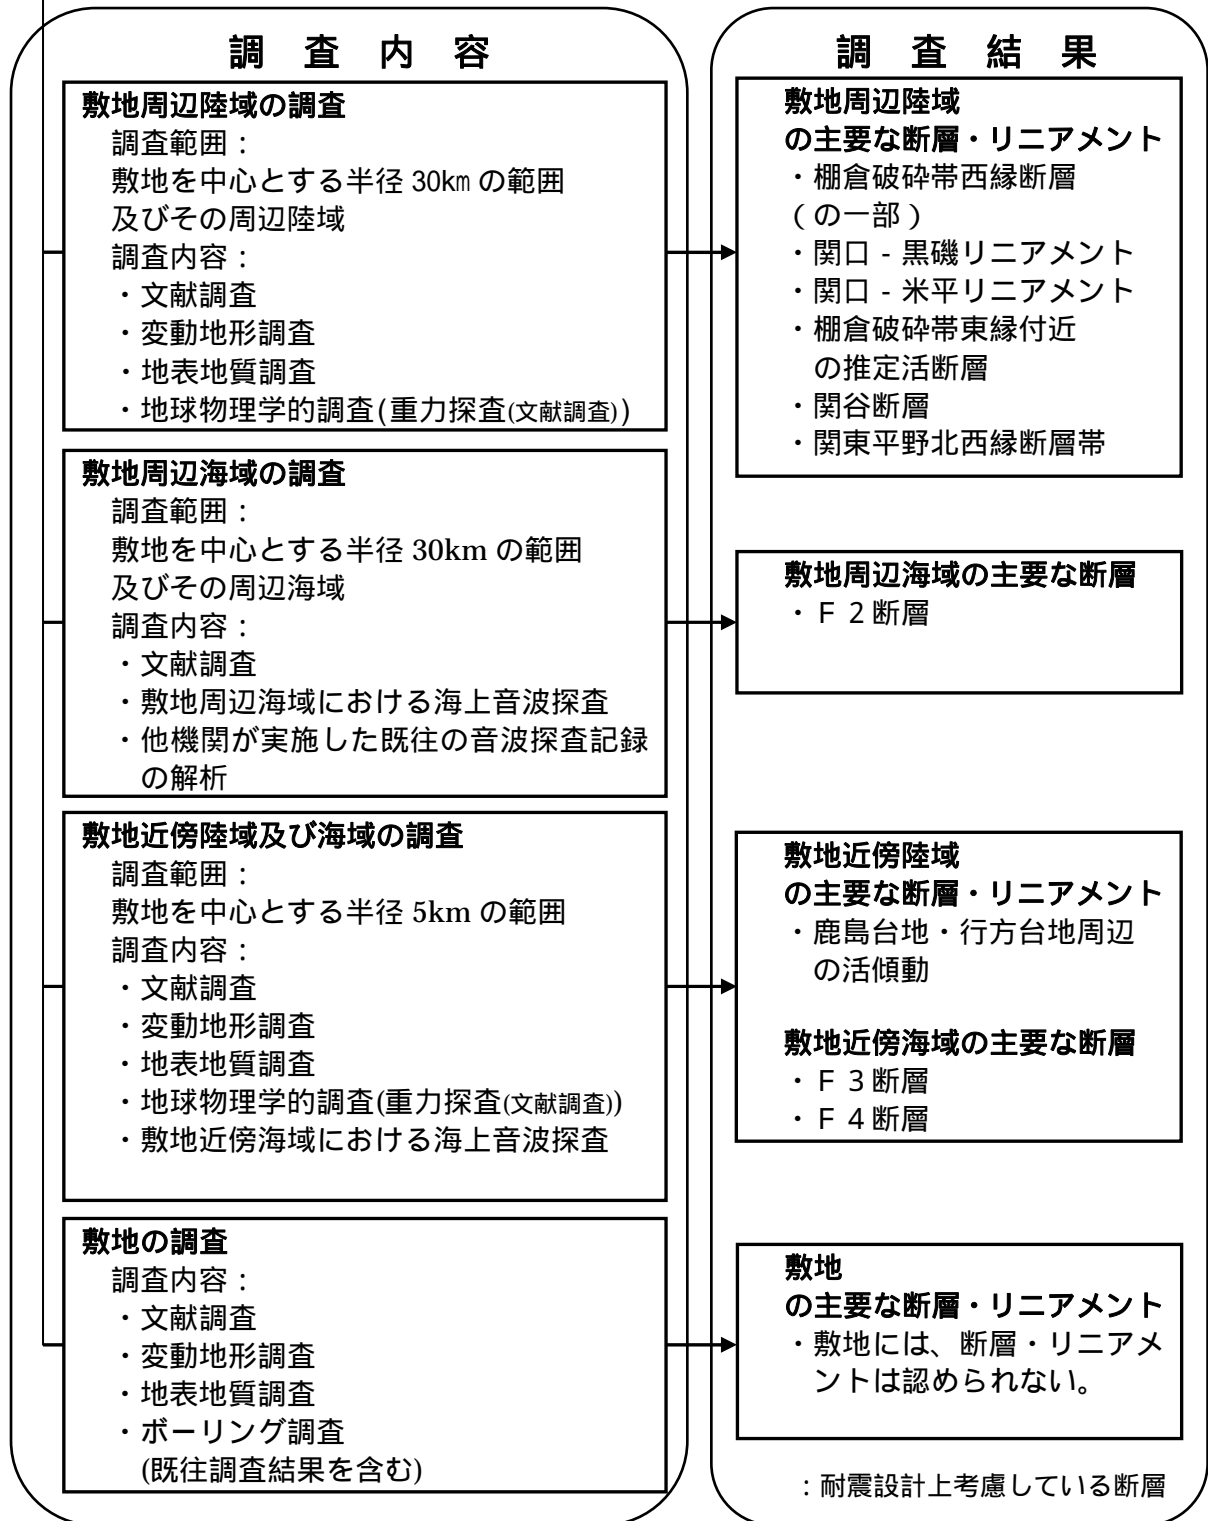 調査内容
敷地周辺陸域の調査
調査範囲：
敷地を中心とする半径 30㎞ の範囲
及びその周辺陸域
調査内容：
・文献調査
・変動地形調査
・地表地質調査
・地球物理学的調査(重力探査(文献調査))
敷地周辺海域の調査
調査範囲：
敷地を中心とする半径 30km の範囲
及びその周辺海域
調査内容：
・文献調査
・敷地周辺海域における海上音波探査
・他機関が実施した既往の音波探査記録
の解析
敷地近傍陸域及び海域の調査
調査範囲：
敷地を中心とする半径 5km の範囲
調査内容：
・文献調査
・変動地形調査
・地表地質調査
・地球物理学的調査(重力探査(文献調査))
・敷地近傍海域における海上音波探査
敷地の調査
調査内容：
・文献調査
・変動地形調査
・地表地質調査
・ボーリング調査
(既往調査結果を含む)
調査結果
敷地周辺陸域
の主要な断層・リニアメント
・棚倉破砕帯西縁断層
（の一部）
・関口‐黒磯リニアメント
・関口‐米平リニアメント
・棚倉破砕帯東縁付近
の推定活断層
・関谷断層
・関東平野北西縁断層帯
敷地周辺海域の主要な断層
・Ｆ２断層
敷地近傍陸域
の主要な断層・リニアメント
・鹿島台地・行方台地周辺
の活傾動
敷地近傍海域の主要な断層
・Ｆ３断層
・Ｆ４断層
敷地
の主要な断層・リニアメント
・敷地には、断層・リニアメ
ントは認められない。
：耐震設計上考慮している断層